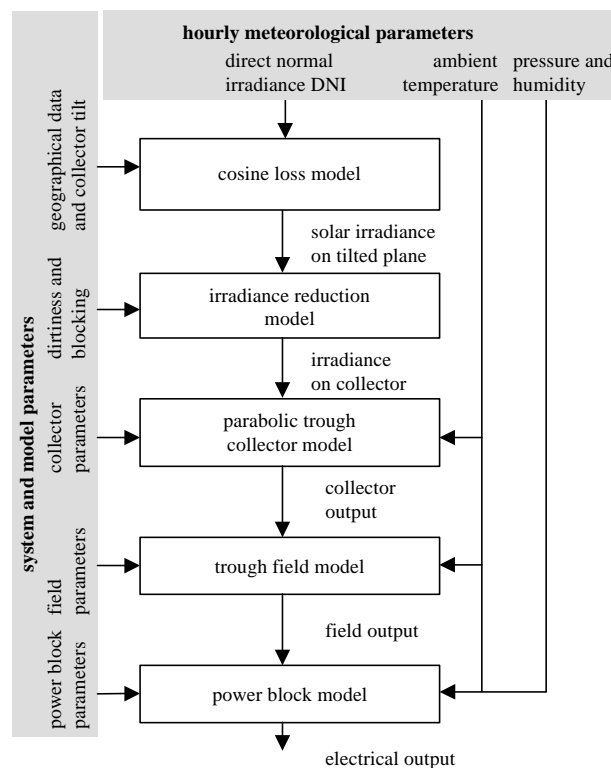 hourly meteorological parameters
direct normal
irradiance DNI
ambient
temperature
pressure and
humidity
system and model parameters
geographical data
and collector tilt
cosine loss model
solar irradiance
on tilted plane
dirtiness and
blocking
irradiance reduction
model
irradiance
on collector
collector
parameters
parabolic trough
collector model
collector
output
field
parameters
trough field model
field output
power block
parameters
power block model
electrical output